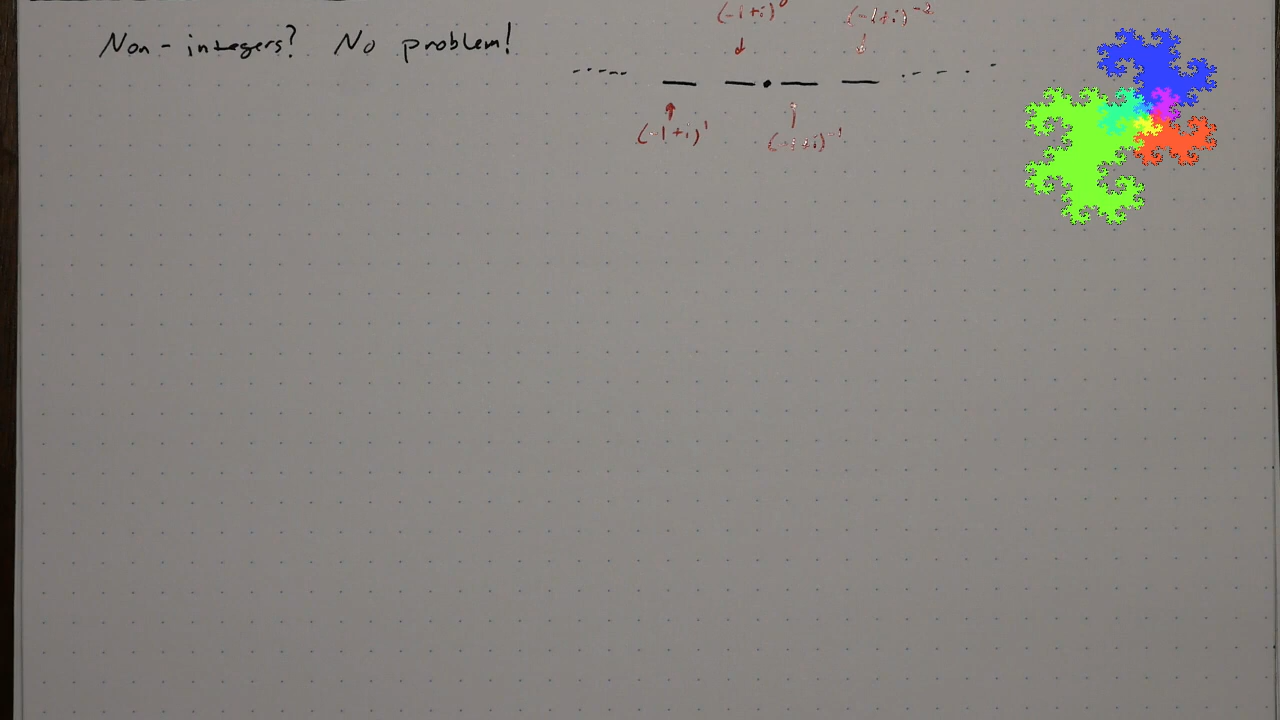 Non-integers? No problem!
(-1+i)⁰ (-1+i)⁻²
(-1+i)¹ (-1+i)⁻¹